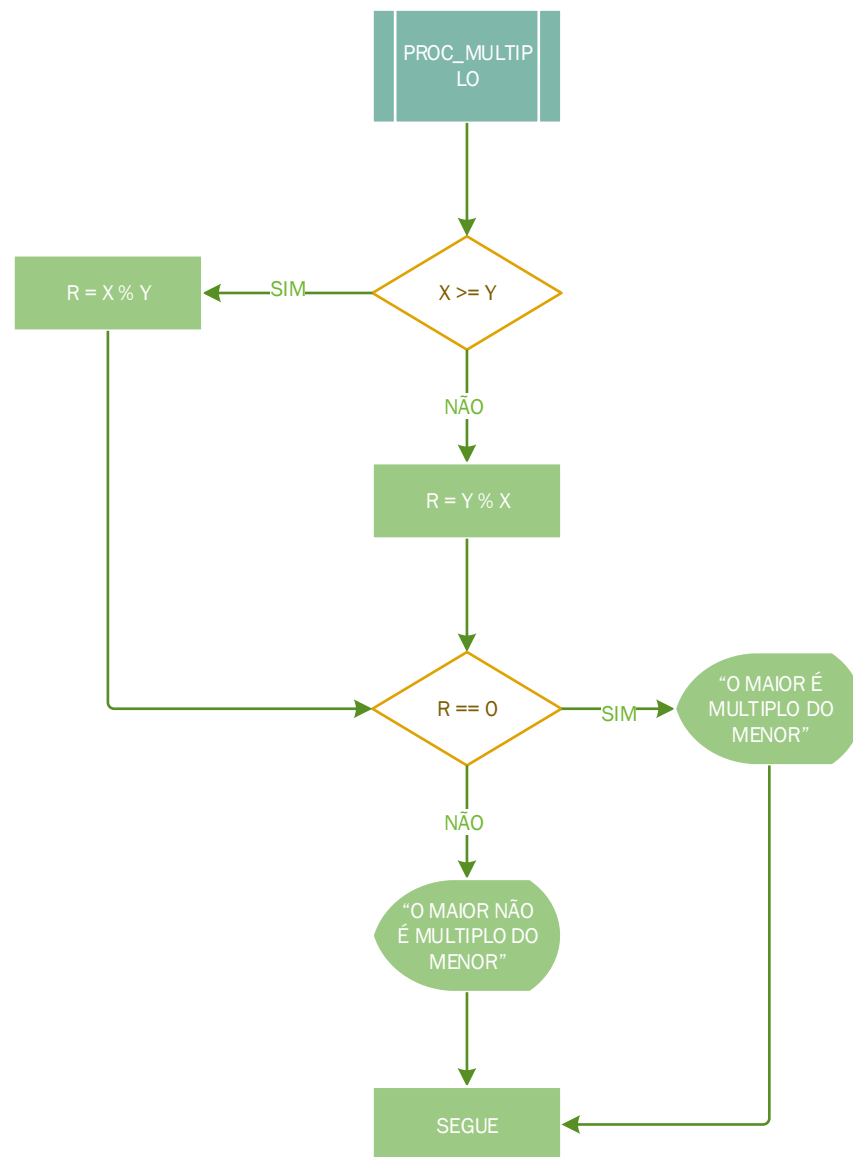 PROC_MULTIP
LO
X >= Y
SIM
R = X % Y
NÃO
R = Y % X
R == 0
SIM
“O MAIOR É
MULTIPLO DO
MENOR”
NÃO
“O MAIOR NÃO
É MULTIPLO DO
MENOR”
SEGUE